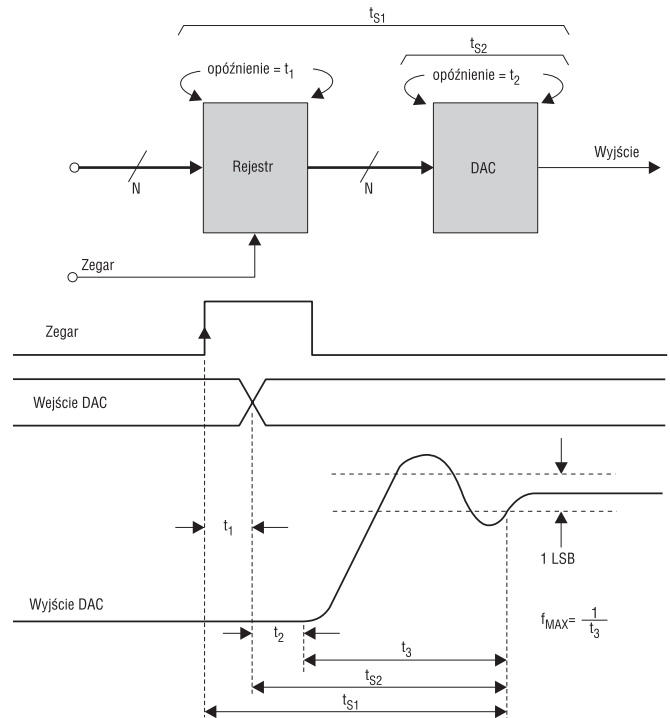 t_S1
t_S2
opóźnienie = t_1
opóźnienie = t_2
Rejestr
DAC
Wyjście
N
N
Zegar
Zegar
Wejście DAC
t_1
1 LSB
Wyjście DAC
t_2
f_MAX = 1/t_3
t_3
t_S2
t_S1